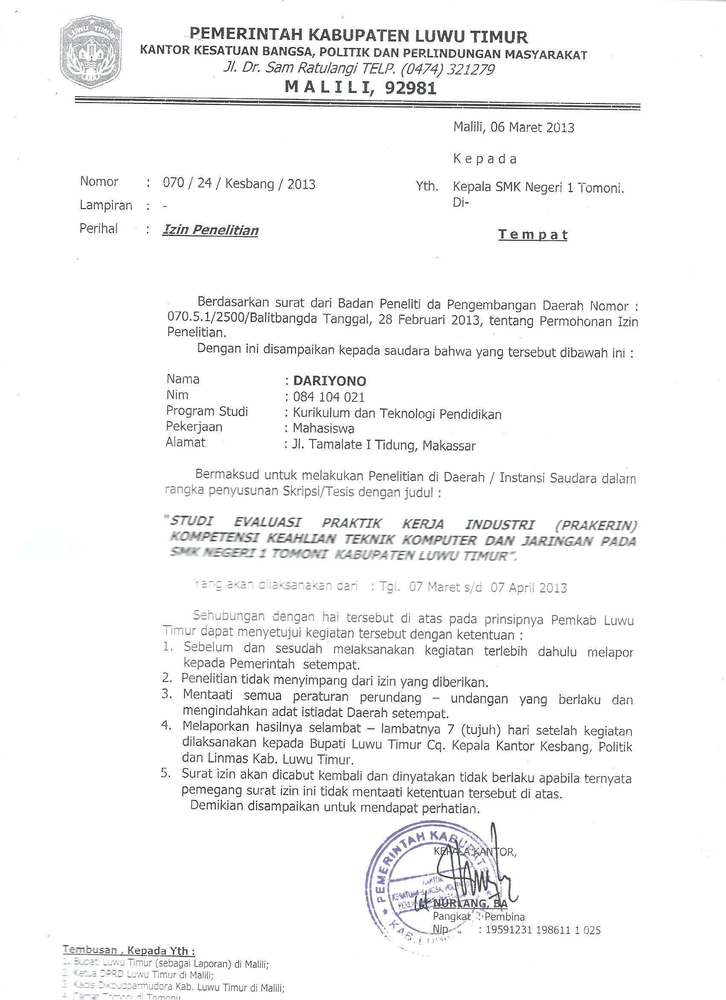 LUWU TIMUR
PEMERINTAH KABUPATEN LUWU TIMUR
KANTOR KESATUAN BANGSA, POLITIK DAN PERLINDUNGAN MASYARAKAT
Jl. Dr. Sam Ratulangi TELP. (0474) 321279
M A L I L I, 92981
Malili, 06 Maret 2013
K e p a d a
Nomor : 070 / 24 / Kesbang / 2013
Yth. Kepala SMK Negeri 1 Tomoni.
Di-
Lampiran : -
Perihal : Izin Penelitian
T e m p a t
Berdasarkan surat dari Badan Peneliti da Pengembangan Daerah Nomor :
070.5.1/2500/Balitbangda Tanggal, 28 Februari 2013, tentang Permohonan Izin
Penelitian.
Dengan ini disampaikan kepada saudara bahwa yang tersebut dibawah ini :
Nama : DARIYONO
Nim : 084 104 021
Program Studi : Kurikulum dan Teknologi Pendidikan
Pekerjaan : Mahasiswa
Alamat : Jl. Tamalate I Tidung, Makassar
Bermaksud untuk melakukan Penelitian di Daerah / Instansi Saudara dalam
rangka penyusunan Skripsi/Tesis dengan judul :
"STUDI EVALUASI PRAKTIK KERJA INDUSTRI (PRAKERIN)
KOMPETENSI KEAHLIAN TEKNIK KOMPUTER DAN JARINGAN PADA
SMK NEGERI 1 TOMONI KABUPATEN LUWU TIMUR".
Yang akan dilaksanakan dari : Tgl. 07 Maret s/d 07 April 2013
Sehubungan dengan hal tersebut di atas pada prinsipnya Pemkab Luwu
Timur dapat menyetujui kegiatan tersebut dengan ketentuan :
1. Sebelum dan sesudah melaksanakan kegiatan terlebih dahulu melapor
kepada Pemerintah setempat.
2. Penelitian tidak menyimpang dari izin yang diberikan.
3. Mentaati semua peraturan perundang – undangan yang berlaku dan
mengindahkan adat istiadat Daerah setempat.
4. Melaporkan hasilnya selambat – lambatnya 7 (tujuh) hari setelah kegiatan
dilaksanakan kepada Bupati Luwu Timur Cq. Kepala Kantor Kesbang, Politik
dan Linmas Kab. Luwu Timur.
5. Surat izin akan dicabut kembali dan dinyatakan tidak berlaku apabila ternyata
pemegang surat izin ini tidak mentaati ketentuan tersebut di atas.
Demikian disampaikan untuk mendapat perhatian.
PEMERINTAH KABUPATE
KEPALA KANTOR,
KANTOR
KESATUAN BANGSA, POLITIK
KAB.
NURLANG, BA
Pangkat : Pembina
Nip : 19591231 198611 1 025
Tembusan , Kepada Yth :
1. Bupati Luwu Timur (sebagai Laporan) di Malili;
2. Ketua DPRD Luwu Timur di Malili;
3. Kadis Dikbudparmudora Kab. Luwu Timur di Malili;
4. Camat Tomoni di Tomoni;